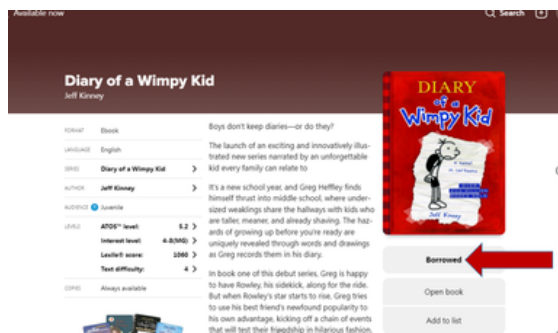 Available now
Search
Diary of a Wimpy Kid
Jeff Kinney
FORMAT Ebook
LANGUAGE English
SERIES Diary of a Wimpy Kid
AUTHOR Jeff Kinney
AUDIENCE Juvenile
LEVELS ATOS™ level: 5.2
Interest level: 4-8(MG)
Lexile® score: 1060
Text difficulty: 4
COPIES Always available
Boys don't keep diaries—or do they?
The launch of an exciting and innovatively illus-
trated new series narrated by an unforgettable
kid every family can relate to
It's a new school year, and Greg Heffley finds
himself thrust into middle school, where under-
sized weaklings share the hallways with kids who
are taller, meaner, and already shaving. The haz-
ards of growing up before you're ready are
uniquely revealed through words and drawings
as Greg records them in his diary.
In book one of this debut series, Greg is happy
to have Rowley, his sidekick, along for the ride.
But when Rowley's star starts to rise, Greg tries
to use his best friend's newfound popularity to
his own advantage, kicking off a chain of events
that will test their friendship in hilarious fashion.
DIARY
of a
Wimpy Kid
Jeff Kinney
Borrowed
Open book
Add to list